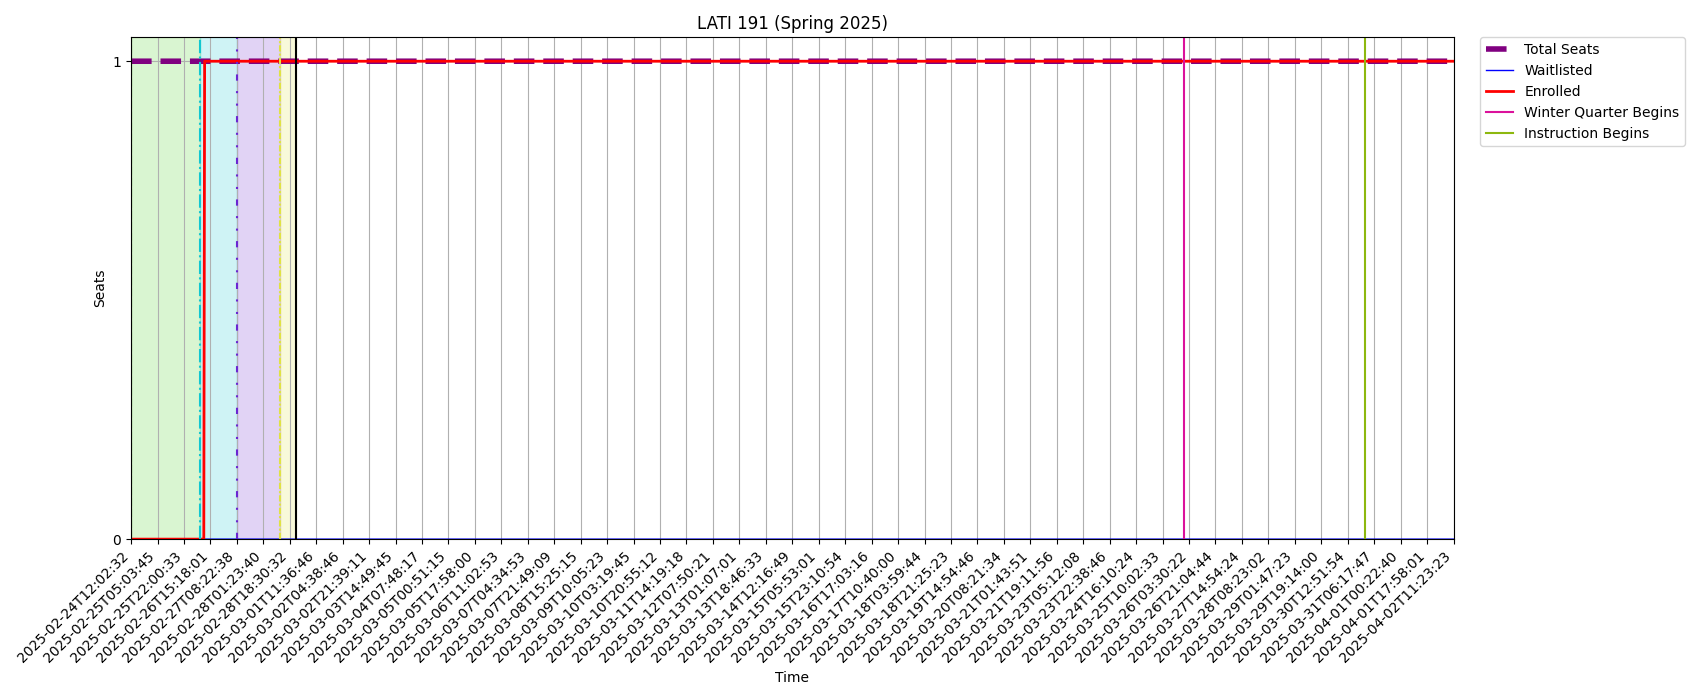 LATI 191 (Spring 2025)
Total Seats
Waitlisted
Enrolled
Winter Quarter Begins
Instruction Begins
Seats
1
0
2025-02-24T12:02:32
2025-02-25T05:03:45
2025-02-25T22:00:33
2025-02-26T15:18:01
2025-02-27T08:22:38
2025-02-28T01:23:40
2025-02-28T18:30:32
2025-03-01T11:36:46
2025-03-02T04:38:46
2025-03-02T21:39:11
2025-03-03T14:49:45
2025-03-04T07:48:17
2025-03-05T00:51:15
2025-03-05T17:58:00
2025-03-06T11:02:53
2025-03-07T04:34:53
2025-03-07T21:49:09
2025-03-08T15:25:15
2025-03-09T10:05:23
2025-03-10T03:19:45
2025-03-10T20:55:12
2025-03-11T14:19:18
2025-03-12T07:50:21
2025-03-13T01:07:01
2025-03-13T18:46:33
2025-03-14T12:16:49
2025-03-15T05:53:01
2025-03-15T23:10:54
2025-03-16T17:03:16
2025-03-17T10:40:00
2025-03-18T03:59:44
2025-03-18T21:25:23
2025-03-19T14:54:46
2025-03-20T08:21:34
2025-03-21T01:43:51
2025-03-21T19:11:56
2025-03-23T05:12:08
2025-03-23T22:38:46
2025-03-24T16:10:24
2025-03-25T10:02:33
2025-03-26T03:30:22
2025-03-26T21:04:44
2025-03-27T14:54:24
2025-03-28T08:23:02
2025-03-29T01:47:23
2025-03-29T19:14:00
2025-03-30T12:51:54
2025-03-31T06:17:47
2025-04-01T00:22:40
2025-04-01T17:58:01
2025-04-02T11:23:23
Time